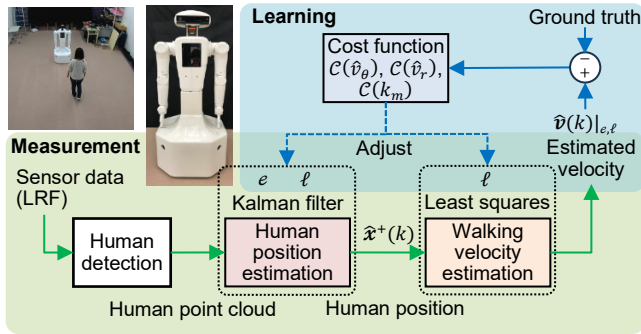 Learning
Ground truth
Cost function
𝒞(v̂_θ), 𝒞(v̂_r),
𝒞(k_m)
−
+
v̂(k)|_{e,ℓ}
Estimated
velocity
Adjust
Measurement
Sensor data
(LRF)
e ℓ
ℓ
Kalman filter
Least squares
Human
detection
Human
position
estimation
x̂⁺(k)
Walking
velocity
estimation
Human point cloud
Human position